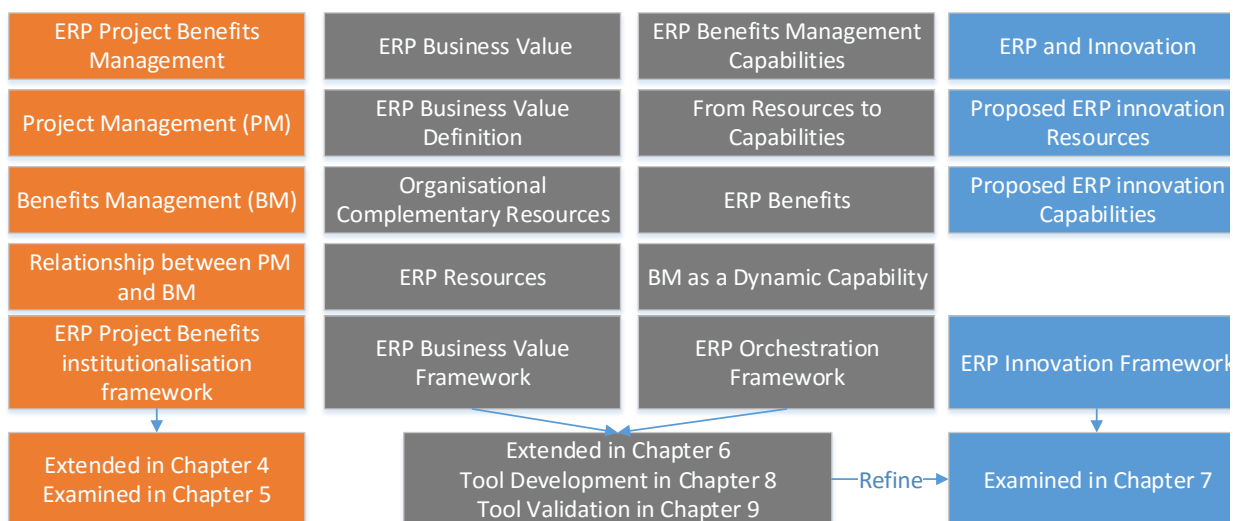 ERP Project Benefits
Management
ERP Business Value
ERP Benefits Management
Capabilities
ERP and Innovation
Project Management (PM)
ERP Business Value
Definition
From Resources to
Capabilities
Proposed ERP innovation
Resources
Benefits Management (BM)
Organisational
Complementary Resources
ERP Benefits
Proposed ERP innovation
Capabilities
Relationship between PM
and BM
ERP Resources
BM as a Dynamic Capability
ERP Project Benefits
institutionalisation
framework
ERP Business Value
Framework
ERP Orchestration
Framework
ERP Innovation Framework
Extended in Chapter 4
Examined in Chapter 5
Extended in Chapter 6
Tool Development in Chapter 8
Tool Validation in Chapter 9
Refine
Examined in Chapter 7